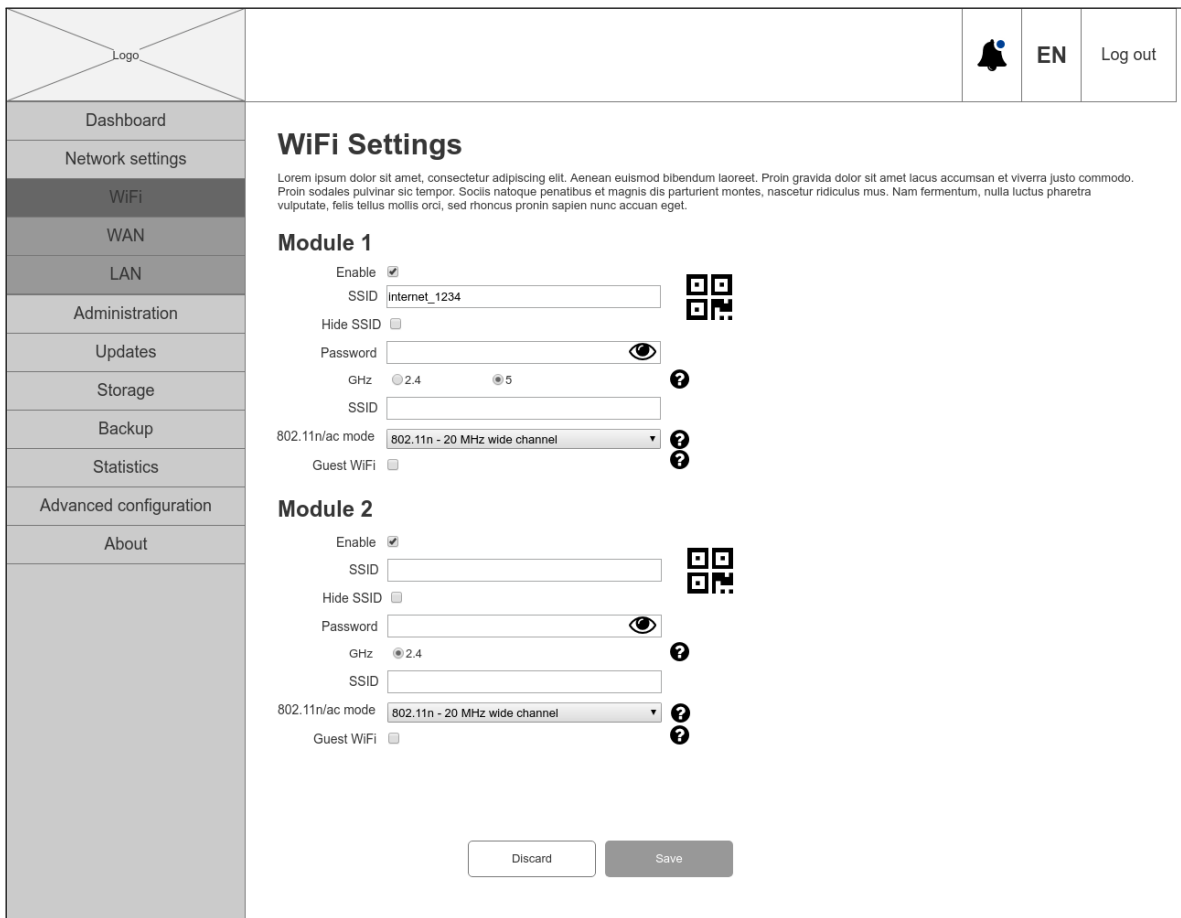 Logo
EN
Log out
Dashboard
Network settings
WiFi
WAN
LAN
Administration
Updates
Storage
Backup
Statistics
Advanced configuration
About
WiFi Settings
Lorem ipsum dolor sit amet, consectetur adipiscing elit. Aenean euismod bibendum laoreet. Proin gravida dolor sit amet lacus accumsan et viverra justo commodo.
Proin sodales pulvinar sic tempor. Sociis natoque penatibus et magnis dis parturient montes, nascetur ridiculus mus. Nam fermentum, nulla luctus pharetra
vulputate, felis tellus mollis orci, sed rhoncus pronin sapien nunc accuan eget.
Module 1
Enable
SSID internet_1234
Hide SSID
Password
GHz 2.4 5 ?
SSID
802.11n/ac mode 802.11n - 20 MHz wide channel ?
Guest WiFi ?
Module 2
Enable
SSID
Hide SSID
Password
GHz 2.4 ?
SSID
802.11n/ac mode 802.11n - 20 MHz wide channel ?
Guest WiFi ?
Discard Save